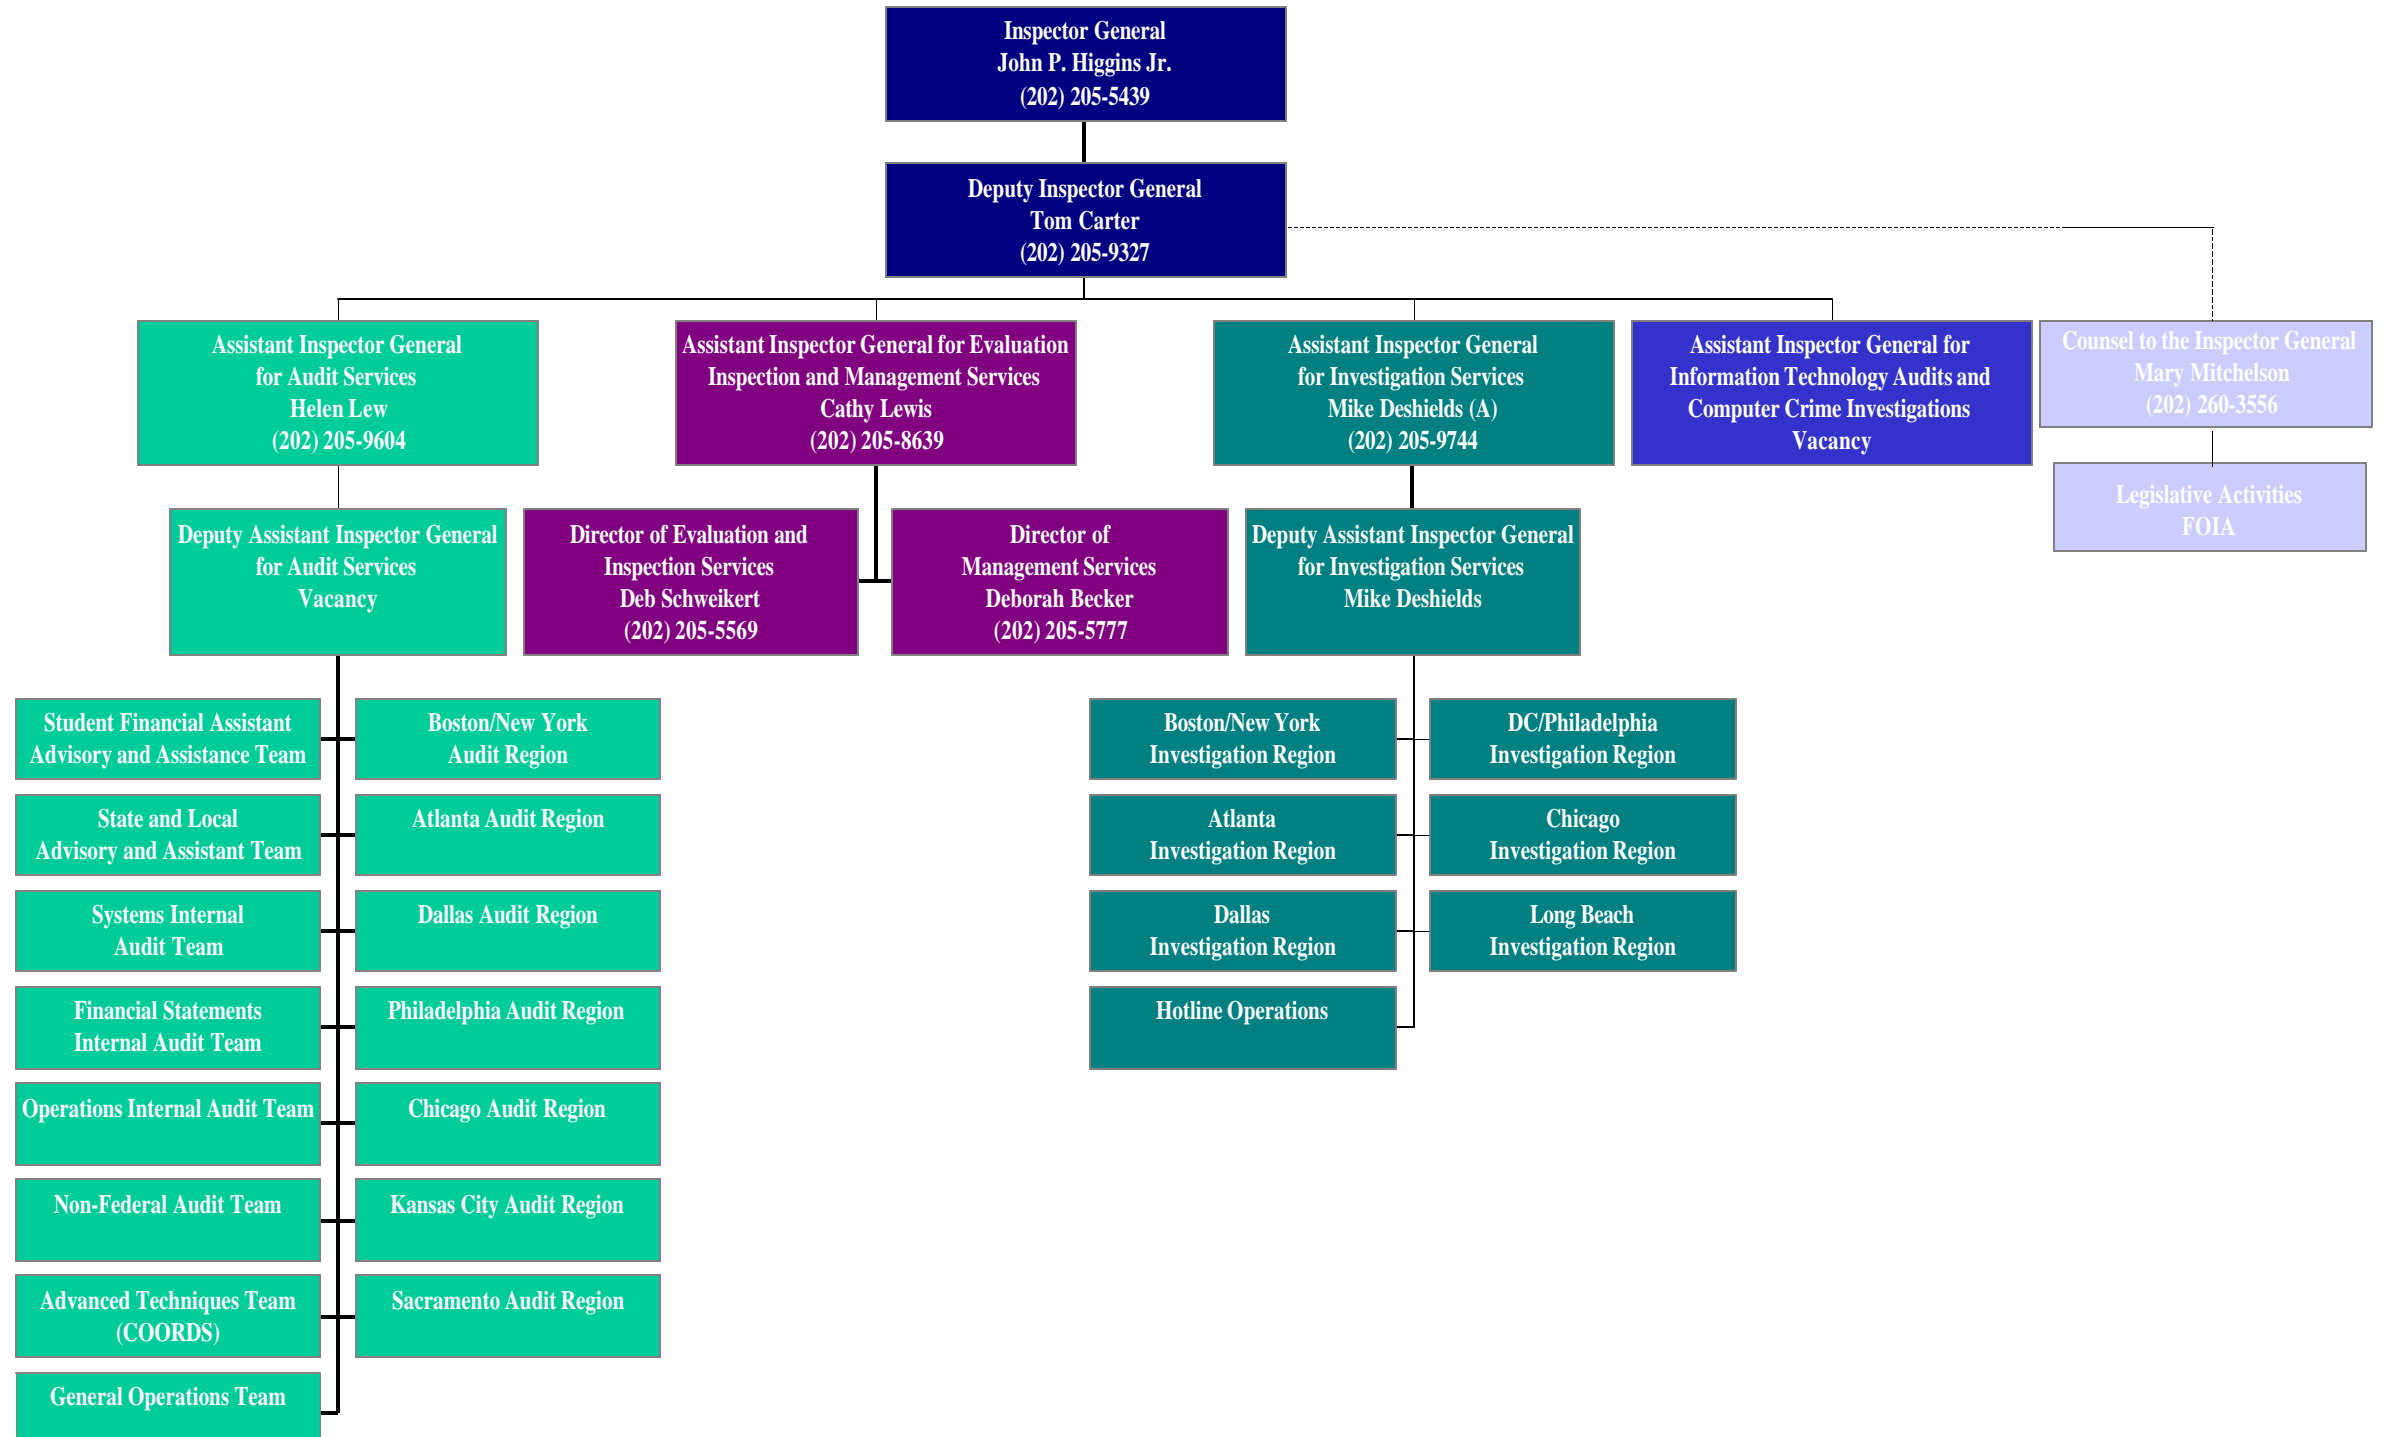 Inspector General
John P. Higgins Jr.
(202) 205-5439
Deputy Inspector General
Tom Carter
(202) 205-9327
Assistant Inspector General
for Audit Services
Helen Lew
(202) 205-9604
Assistant Inspector General for Evaluation
Inspection and Management Services
Cathy Lewis
(202) 205-8639
Assistant Inspector General
for Investigation Services
Mike Deshields (A)
(202) 205-9744
Assistant Inspector General for
Information Technology Audits and
Computer Crime Investigations
Vacancy
Counsel to the Inspector General
Mary Mitchelson
(202) 260-3556
Legislative Activities
FOIA
Deputy Assistant Inspector General
for Audit Services
Vacancy
Director of Evaluation and
Inspection Services
Deb Schweikert
(202) 205-5569
Director of
Management Services
Deborah Becker
(202) 205-5777
Deputy Assistant Inspector General
for Investigation Services
Mike Deshields
Student Financial Assistant
Advisory and Assistance Team
Boston/New York
Audit Region
State and Local
Advisory and Assistant Team
Atlanta Audit Region
Systems Internal
Audit Team
Dallas Audit Region
Financial Statements
Internal Audit Team
Philadelphia Audit Region
Operations Internal Audit Team
Chicago Audit Region
Non-Federal Audit Team
Kansas City Audit Region
Advanced Techniques Team
(COORDS)
Sacramento Audit Region
General Operations Team
Boston/New York
Investigation Region
DC/Philadelphia
Investigation Region
Atlanta
Investigation Region
Chicago
Investigation Region
Dallas
Investigation Region
Long Beach
Investigation Region
Hotline Operations